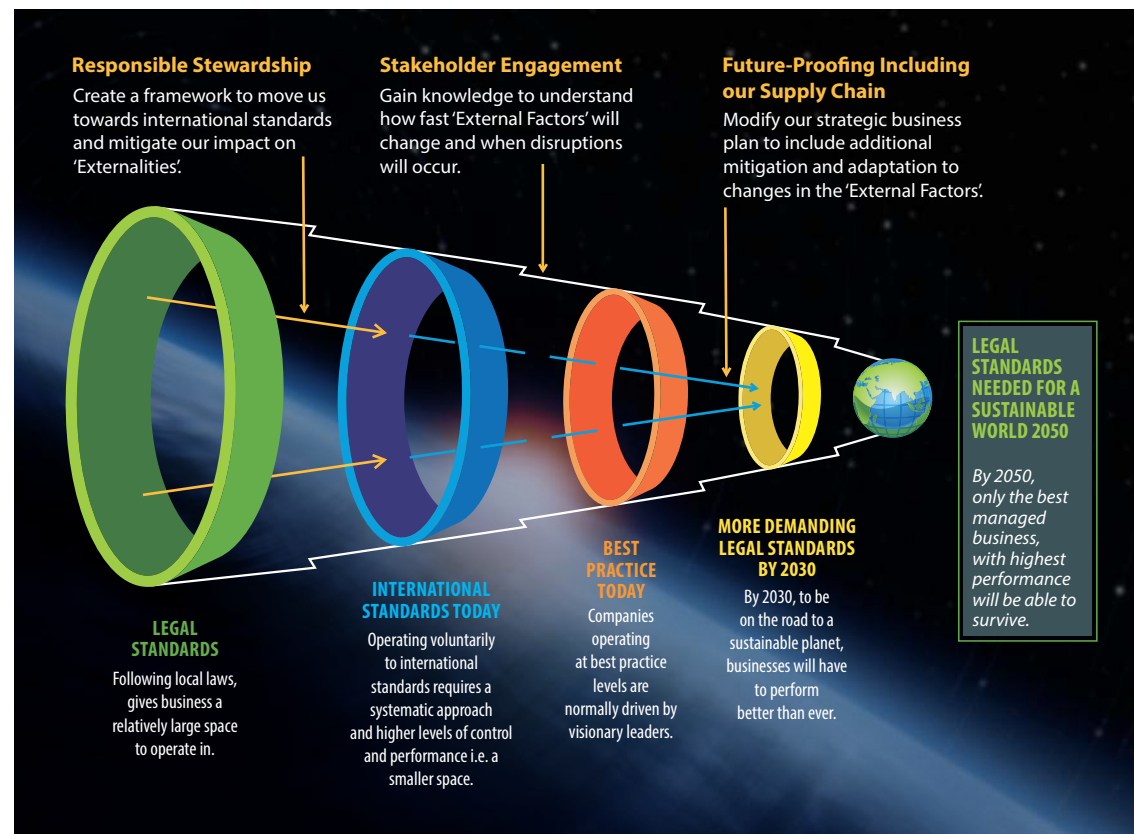 Responsible Stewardship
Create a framework to move us
towards international standards
and mitigate our impact on
‘Externalities’.
Stakeholder Engagement
Gain knowledge to understand
how fast ‘External Factors’ will
change and when disruptions
will occur.
Future-Proofing Including
our Supply Chain
Modify our strategic business
plan to include additional
mitigation and adaptation to
changes in the ‘External Factors’.
LEGAL
STANDARDS
Following local laws,
gives business a
relatively large space
to operate in.
INTERNATIONAL
STANDARDS TODAY
Operating voluntarily
to international
standards requires a
systematic approach
and higher levels of control
and performance i.e. a
smaller space.
BEST
PRACTICE
TODAY
Companies
operating
at best practice
levels are
normally driven by
visionary leaders.
MORE DEMANDING
LEGAL STANDARDS
BY 2030
By 2030, to be
on the road to a
sustainable planet,
businesses will have
to perform
better than ever.
LEGAL
STANDARDS
NEEDED FOR A
SUSTAINABLE
WORLD 2050
By 2050,
only the best
managed
business,
with highest
performance
will be able to
survive.